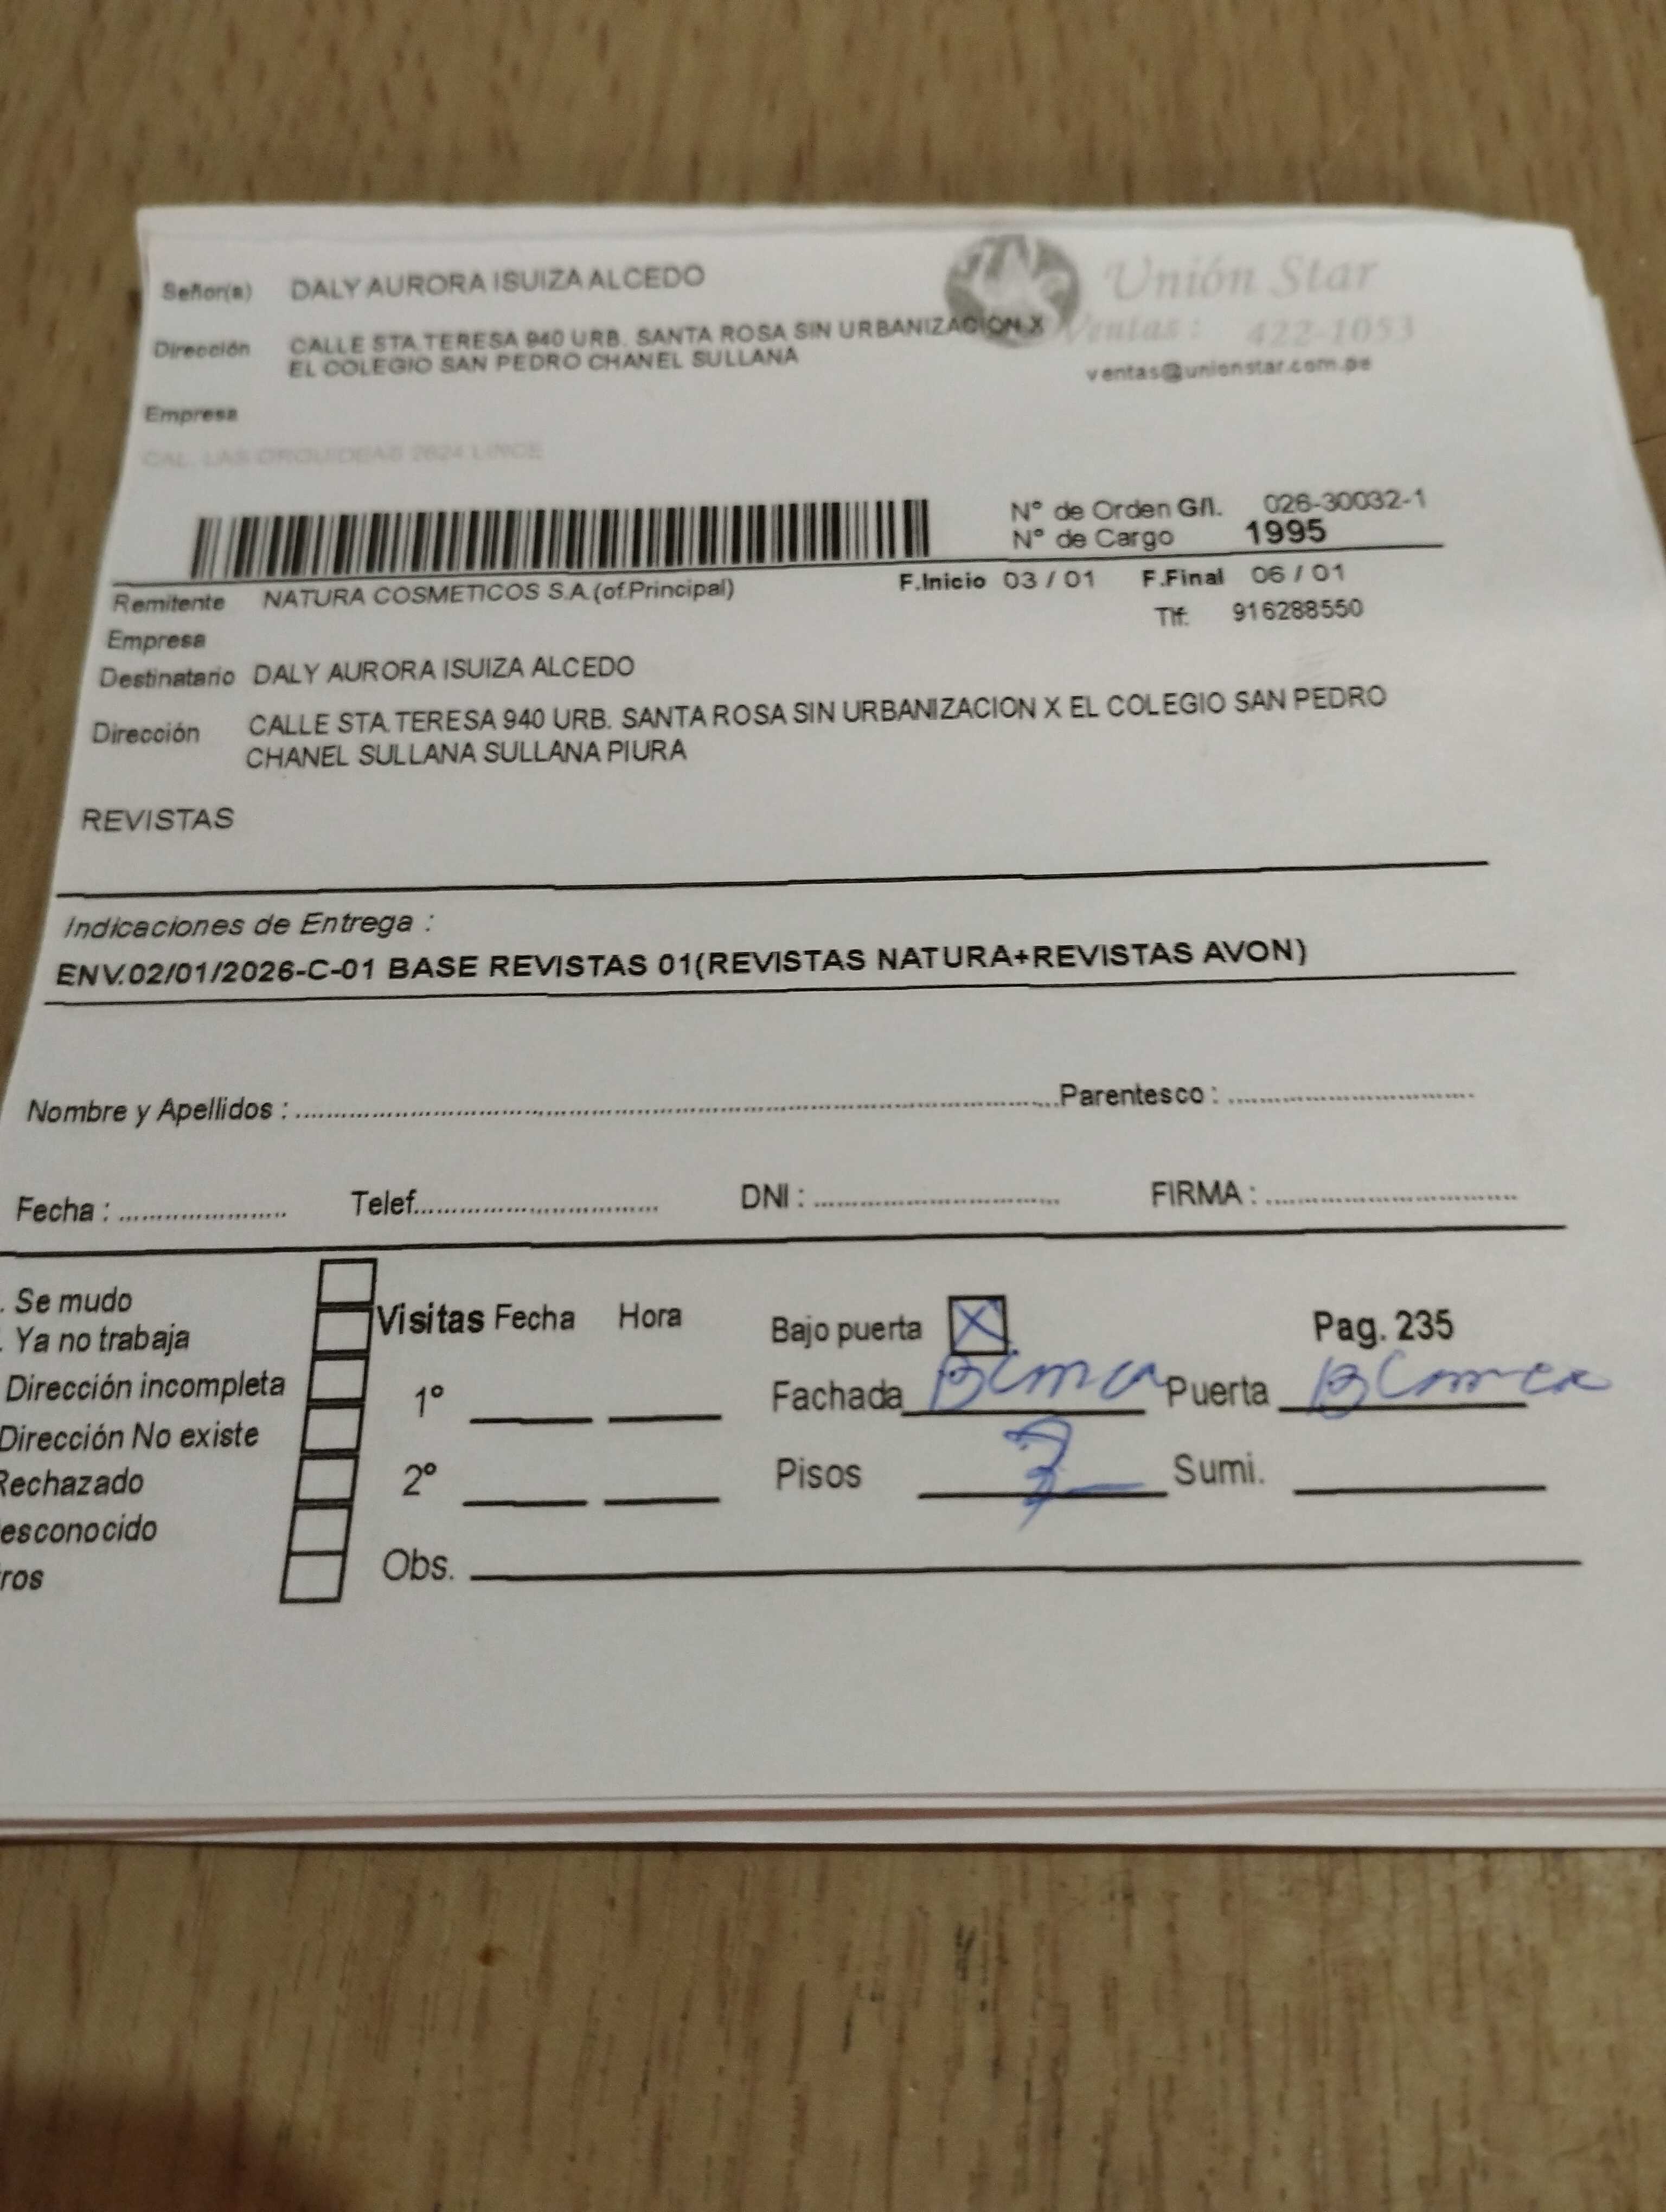 Señor(a) DALY AURORA ISUIZA ALCEDO
Unión Star
Dirección CALLE STA.TERESA 940 URB. SANTA ROSA SIN URBANIZACION X
EL COLEGIO SAN PEDRO CHANEL SULLANA
Ventas : 422-1053
ventas@unionstar.com.pe
Empresa
CAL. LAS ORQUIDEAS 2624 LINCE
N° de Orden G/I. 026-30032-1
N° de Cargo 1995
Remitente NATURA COSMETICOS S.A.(of.Principal) F.Inicio 03 / 01 F.Final 06 / 01
Empresa Tlf: 916288550
Destinatario DALY AURORA ISUIZA ALCEDO
Dirección CALLE STA.TERESA 940 URB. SANTA ROSA SIN URBANIZACION X EL COLEGIO SAN PEDRO
CHANEL SULLANA SULLANA PIURA
REVISTAS
Indicaciones de Entrega :
ENV.02/01/2026-C-01 BASE REVISTAS 01(REVISTAS NATURA+REVISTAS AVON)
Nombre y Apellidos : Parentesco :
Fecha : Telef. DNI : FIRMA :
. Se mudo
. Ya no trabaja
Dirección incompleta
Dirección No existe
Rechazado
esconocido
ros
Visitas Fecha Hora
1°
2°
Obs.
Bajo puerta X Pag. 235
Fachada Blanca Puerta Blanca
Pisos Sumi.